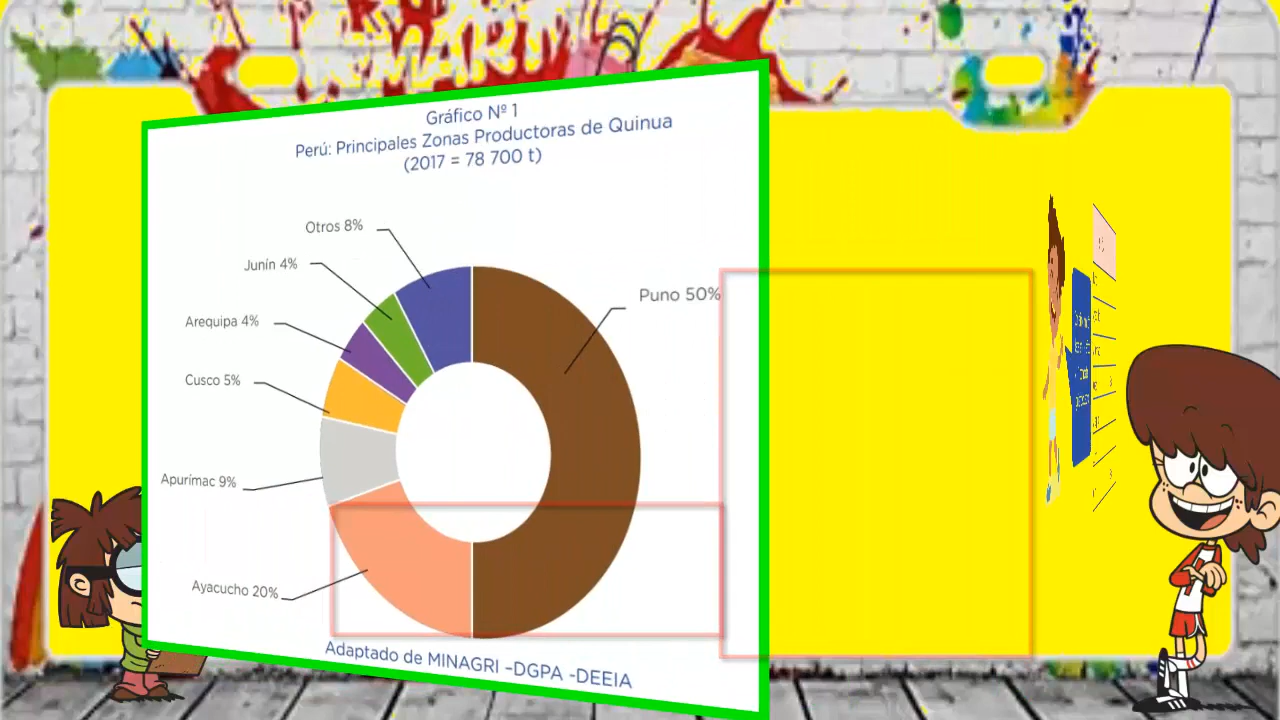 Gráfico Nº 1
Perú: Principales Zonas Productoras de Quinua
(2017 = 78 700 t)
Otros 8%
Junín 4%
Puno 50%
Arequipa 4%
Cusco 5%
Apurímac 9%
Ayacucho 20%
Adaptado de MINAGRI –DGPA -DEEIA